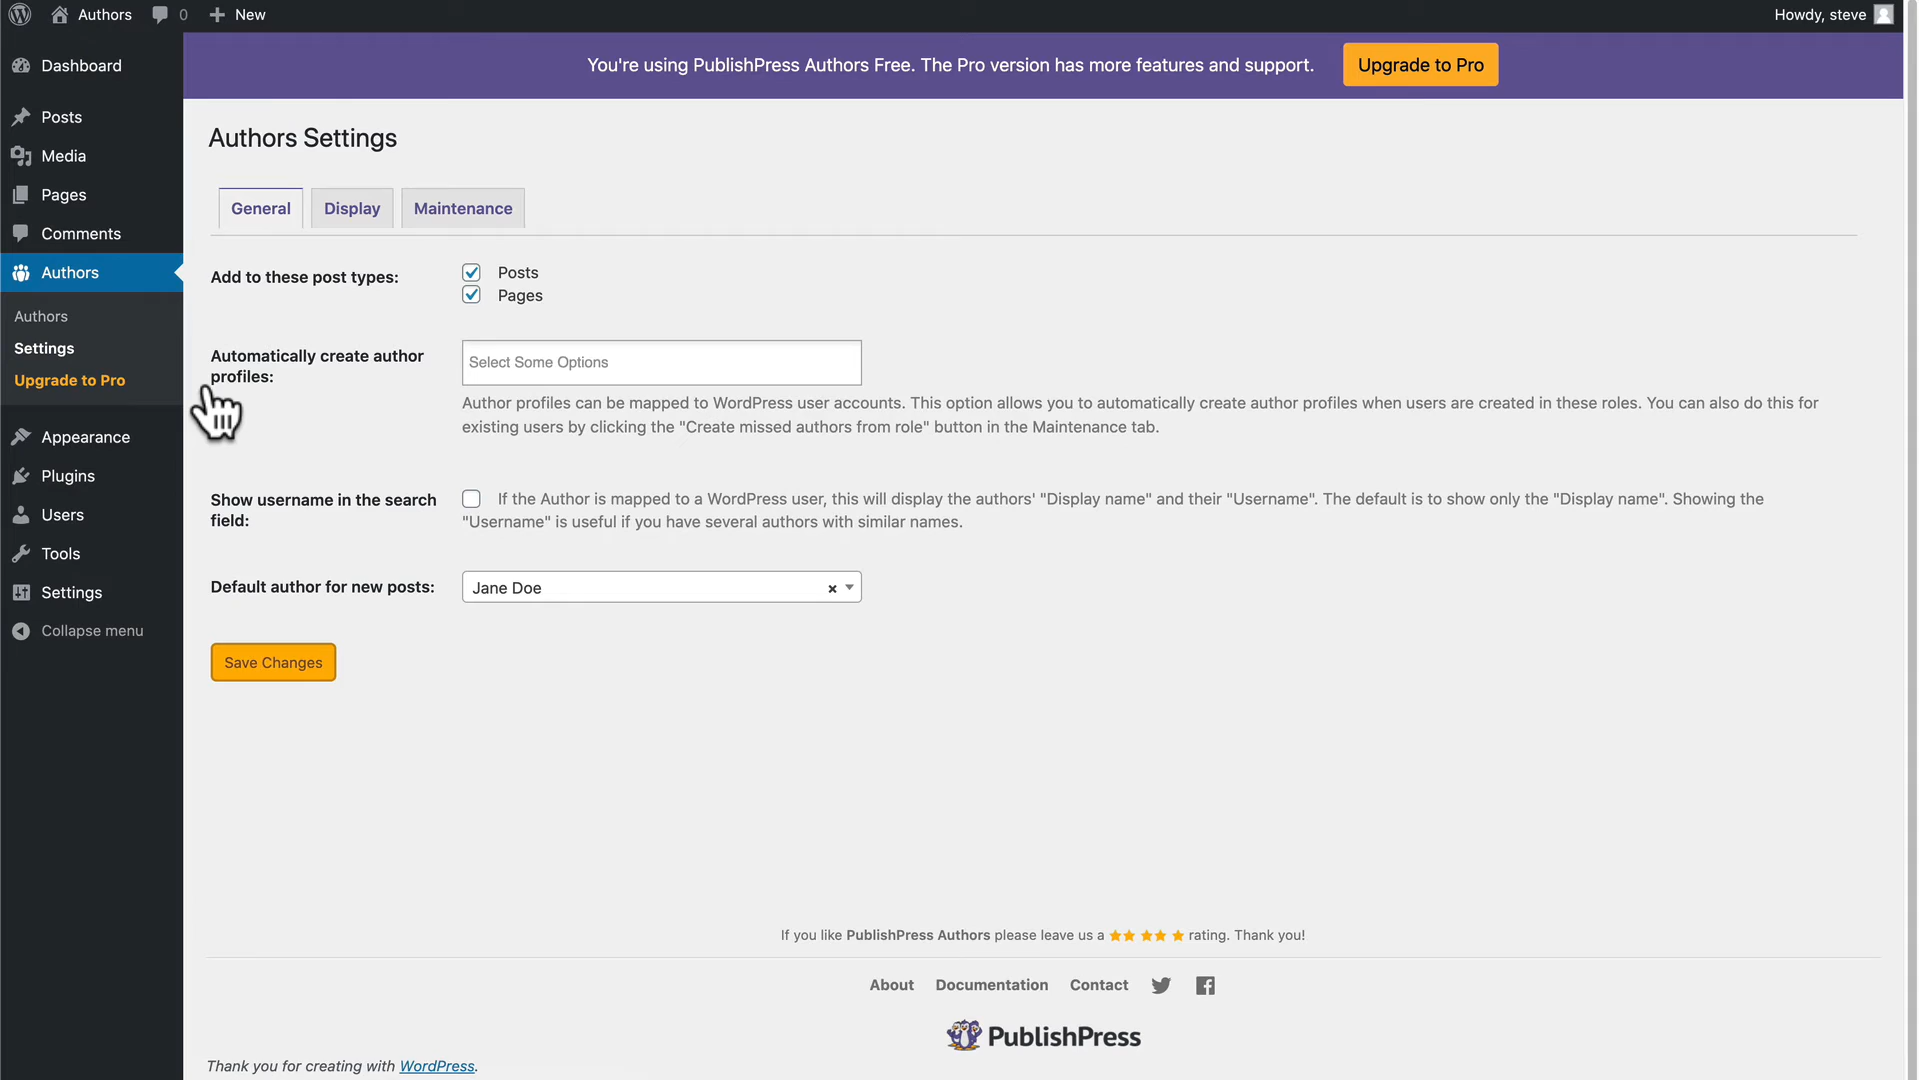 Authors
0
New
Howdy, steve
Dashboard
Posts
Media
Pages
Comments
Authors
Authors
Settings
Upgrade to Pro
Appearance
Plugins
Users
Tools
Settings
Collapse menu
You're using PublishPress Authors Free. The Pro version has more features and support.
Upgrade to Pro
Authors Settings
General
Display
Maintenance
Add to these post types:
Posts
Pages
Automatically create author
profiles:
Select Some Options
Author profiles can be mapped to WordPress user accounts. This option allows you to automatically create author profiles when users are created in these roles. You can also do this for
existing users by clicking the "Create missed authors from role" button in the Maintenance tab.
Show username in the search
field:
If the Author is mapped to a WordPress user, this will display the authors' "Display name" and their "Username". The default is to show only the "Display name". Showing the
"Username" is useful if you have several authors with similar names.
Default author for new posts:
Jane Doe
Save Changes
If you like PublishPress Authors please leave us a ★★★★★ rating. Thank you!
About
Documentation
Contact
PublishPress
Thank you for creating with WordPress.